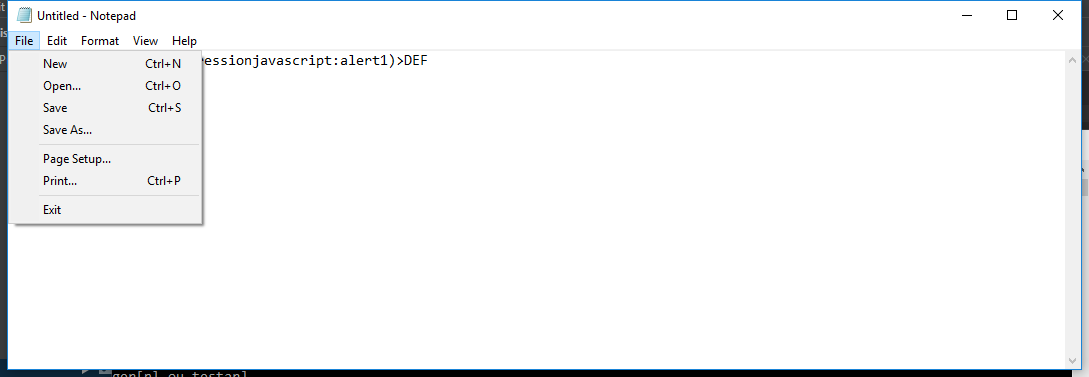 Untitled - Notepad
File Edit Format View Help
essionjavascript:alert1)>DEF
New Ctrl+N
Open... Ctrl+O
Save Ctrl+S
Save As...
Page Setup...
Print... Ctrl+P
Exit